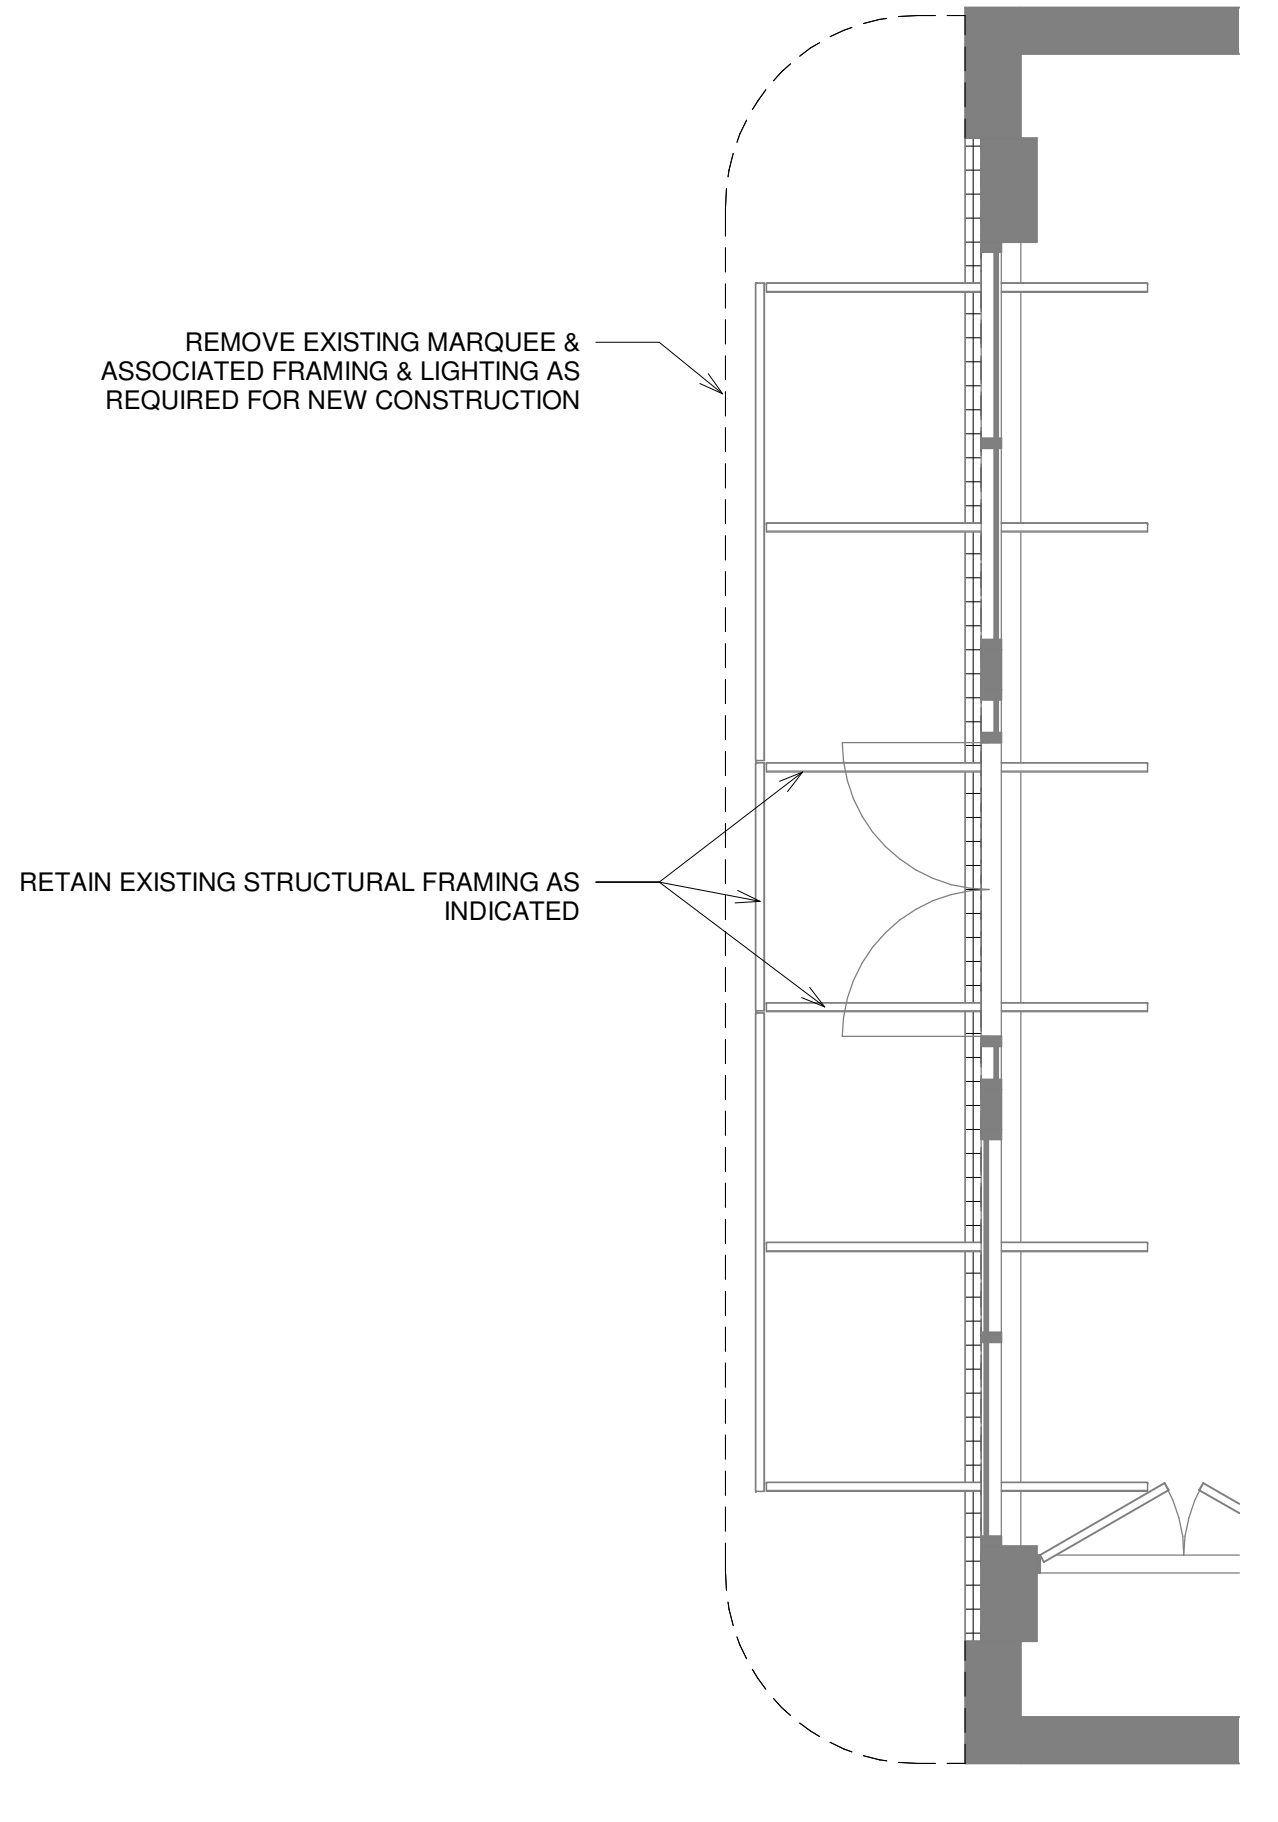 REMOVE EXISTING MARQUEE &
ASSOCIATED FRAMING & LIGHTING AS
REQUIRED FOR NEW CONSTRUCTION
RETAIN EXISTING STRUCTURAL FRAMING AS
INDICATED